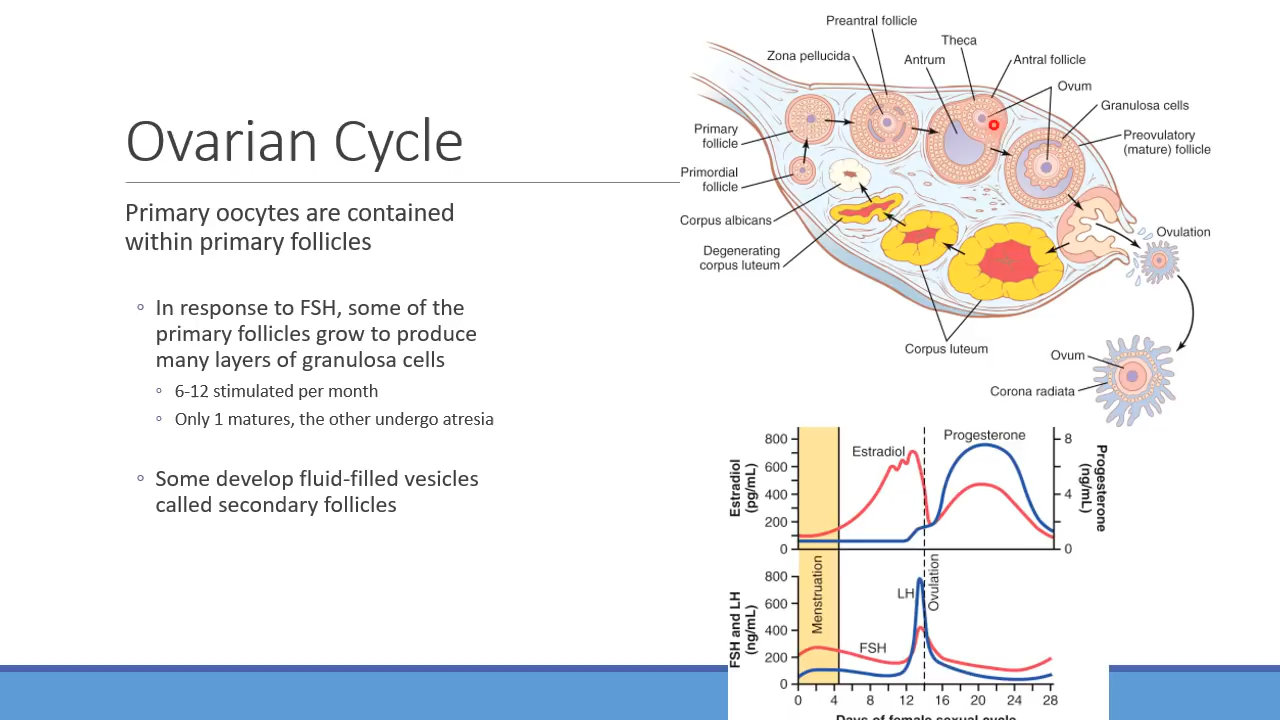 Ovarian Cycle
Primary oocytes are contained
within primary follicles
In response to FSH, some of the
primary follicles grow to produce
many layers of granulosa cells
6-12 stimulated per month
Only 1 matures, the other undergo atresia
Some develop fluid-filled vesicles
called secondary follicles
Preantral follicle
Theca
Zona pellucida
Antrum
Antral follicle
Ovum
Granulosa cells
Preovulatory
(mature) follicle
Primary
follicle
Primordial
follicle
Corpus albicans
Degenerating
corpus luteum
Ovulation
Corpus luteum
Ovum
Corona radiata
Estradiol
(pg/mL)
800
600
400
200
0
Estradiol
Progesterone
8
4
0
Progesterone
(ng/mL)
Menstruation
Ovulation
FSH and LH
(ng/mL)
800
600
400
200
0
LH
FSH
0 4 8 12 16 20 24 28
Days of female sexual cycle